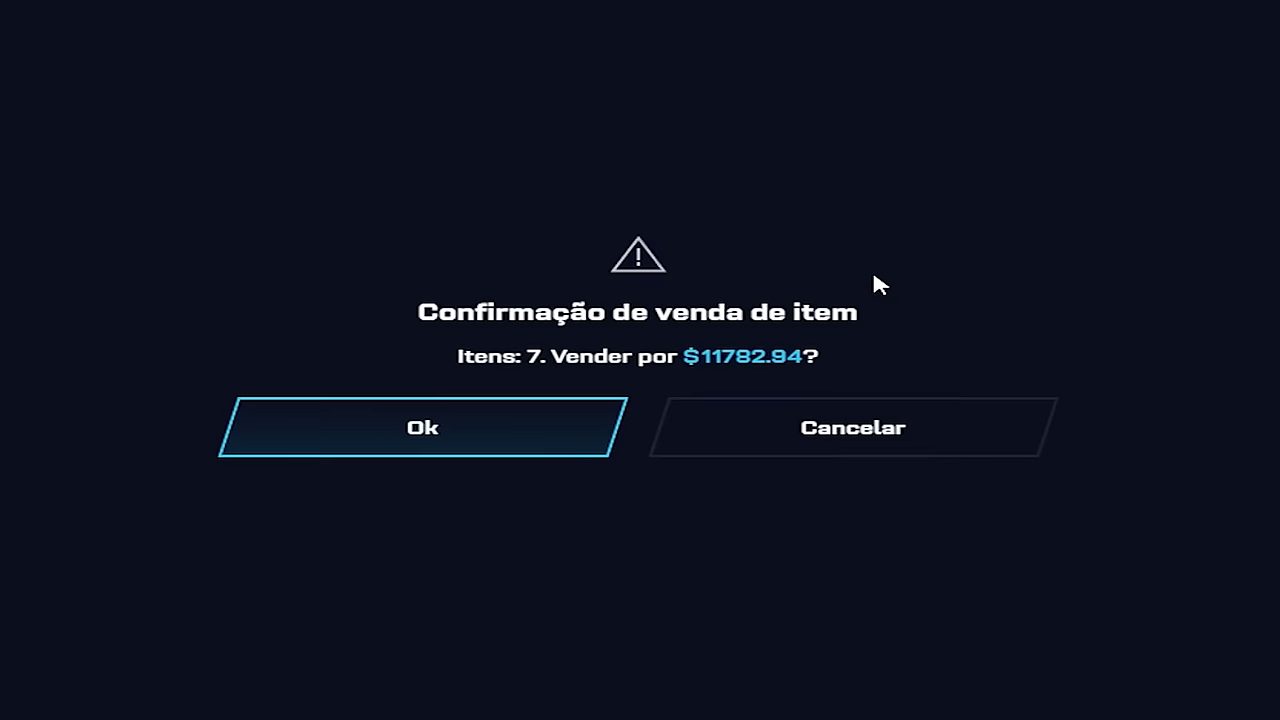 Confirmação de venda de item
Itens: 7. Vender por $11782.94?
Ok
Cancelar